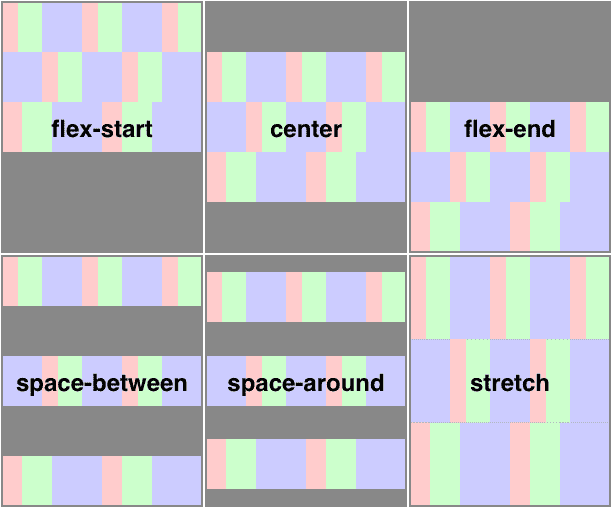 flex-start
center
flex-end
space-between
space-around
stretch